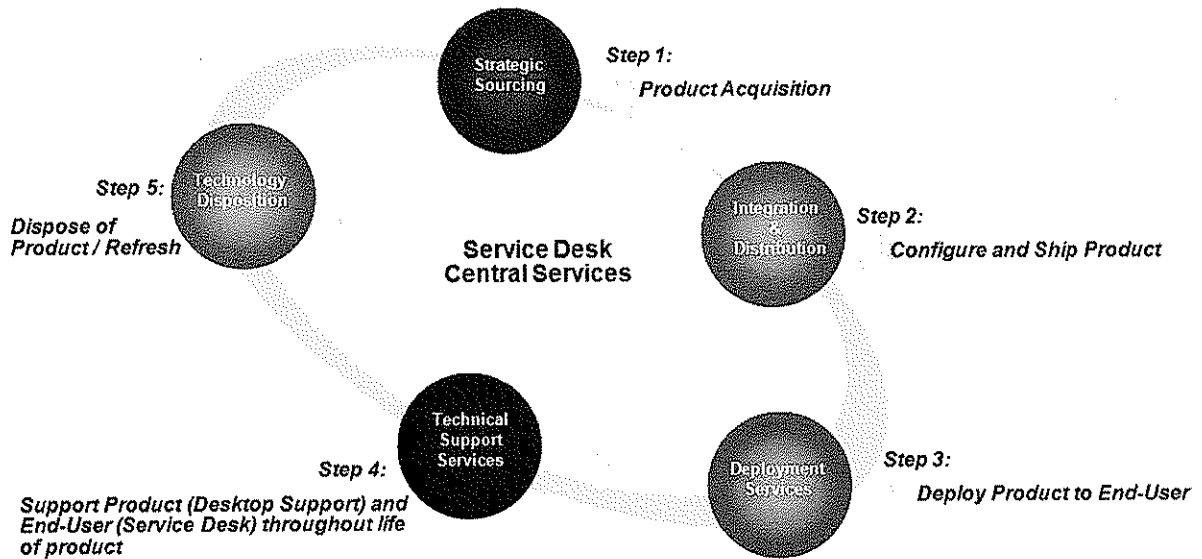 Strategic
Sourcing
Step 1:
Product Acquisition
Integration
&
Distribution
Step 2:
Configure and Ship Product
Deployment
Services
Step 3:
Deploy Product to End-User
Technical
Support
Services
Step 4:
Support Product (Desktop Support) and
End-User (Service Desk) throughout life
of product
Technology
Disposition
Step 5:
Dispose of
Product / Refresh
Service Desk
Central Services